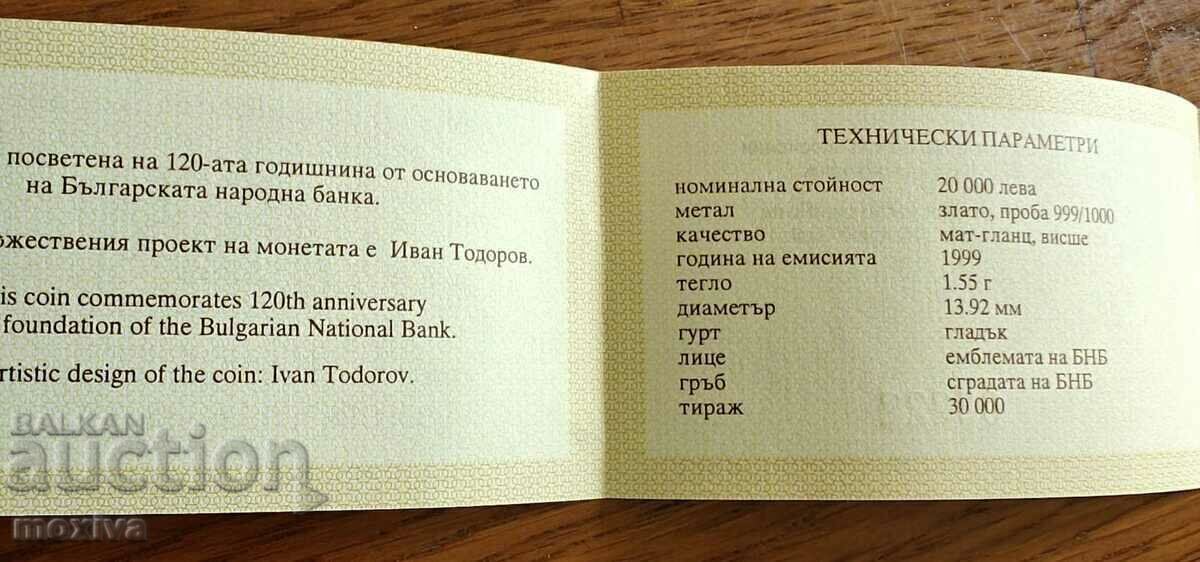 посветена на 120-ата годишнина от основаването
на Българската народна банка.
проект на монетата е Иван Тодоров.
coin commemorates 120th anniversary
foundation of the Bulgarian National Bank.
design of the coin: Ivan Todorov.
ТЕХНИЧЕСКИ ПАРАМЕТРИ
номинална стойност 20 000 лева
метал злато, проба 999/1000
качество мат-гланц, висше
година на емисията 1999
тегло 1.55 г
диаметър 13.92 мм
гурт гладък
лице емблемата на БНБ
гръб сградата на БНБ
тираж 30 000
BALKAN
auction
moxiva